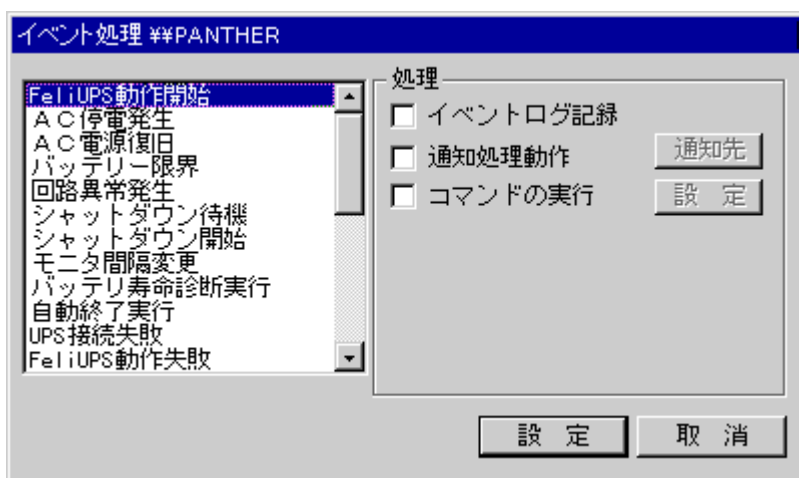 イベント処理 ¥¥PANTHER
FeliUPS動作開始
AC停電発生
AC電源復旧
バッテリー限界
回路異常発生
シャットダウン待機
シャットダウン開始
モニタ間隔変更
バッテリ寿命診断実行
自動終了実行
UPS接続失敗
FeliUPS動作失敗
処理
イベントログ記録
通知処理動作
通知先
コマンドの実行
設 定
設 定
取 消